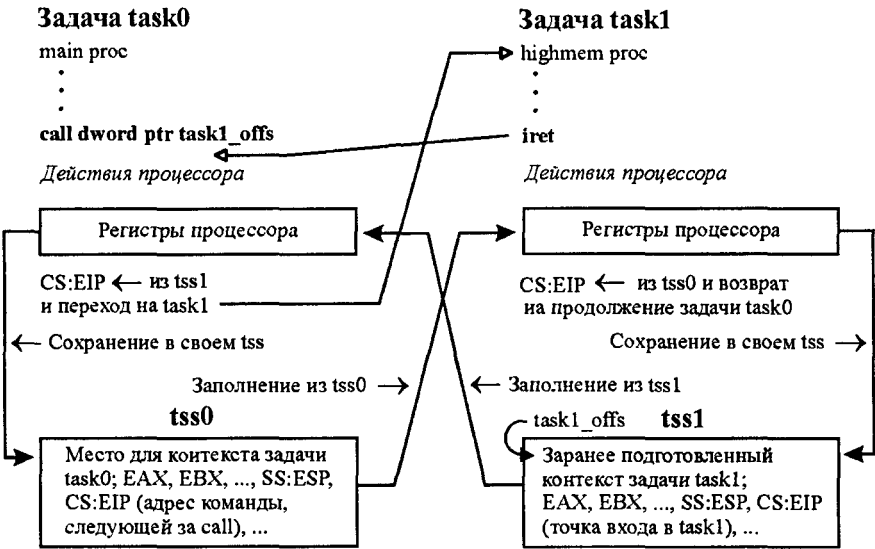 Задача task0
main proc
call dword ptr task1_offs
Действия процессора
Регистры процессора
CS:EIP ← из tss1
и переход на task1
← Сохранение в своем tss
Заполнение из tss0 →
tss0
Место для контекста задачи
task0; EAX, EBX, ..., SS:ESP,
CS:EIP (адрес команды,
следующей за call), ...
Задача task1
highmem proc
iret
Действия процессора
Регистры процессора
CS:EIP ← из tss0 и возврат
на продолжение задачи task0
Сохранение в своем tss →
← Заполнение из tss1
task1_offs tss1
Заранее подготовленный
контекст задачи task1;
EAX, EBX, ..., SS:ESP, CS:EIP
(точка входа в task1), ...